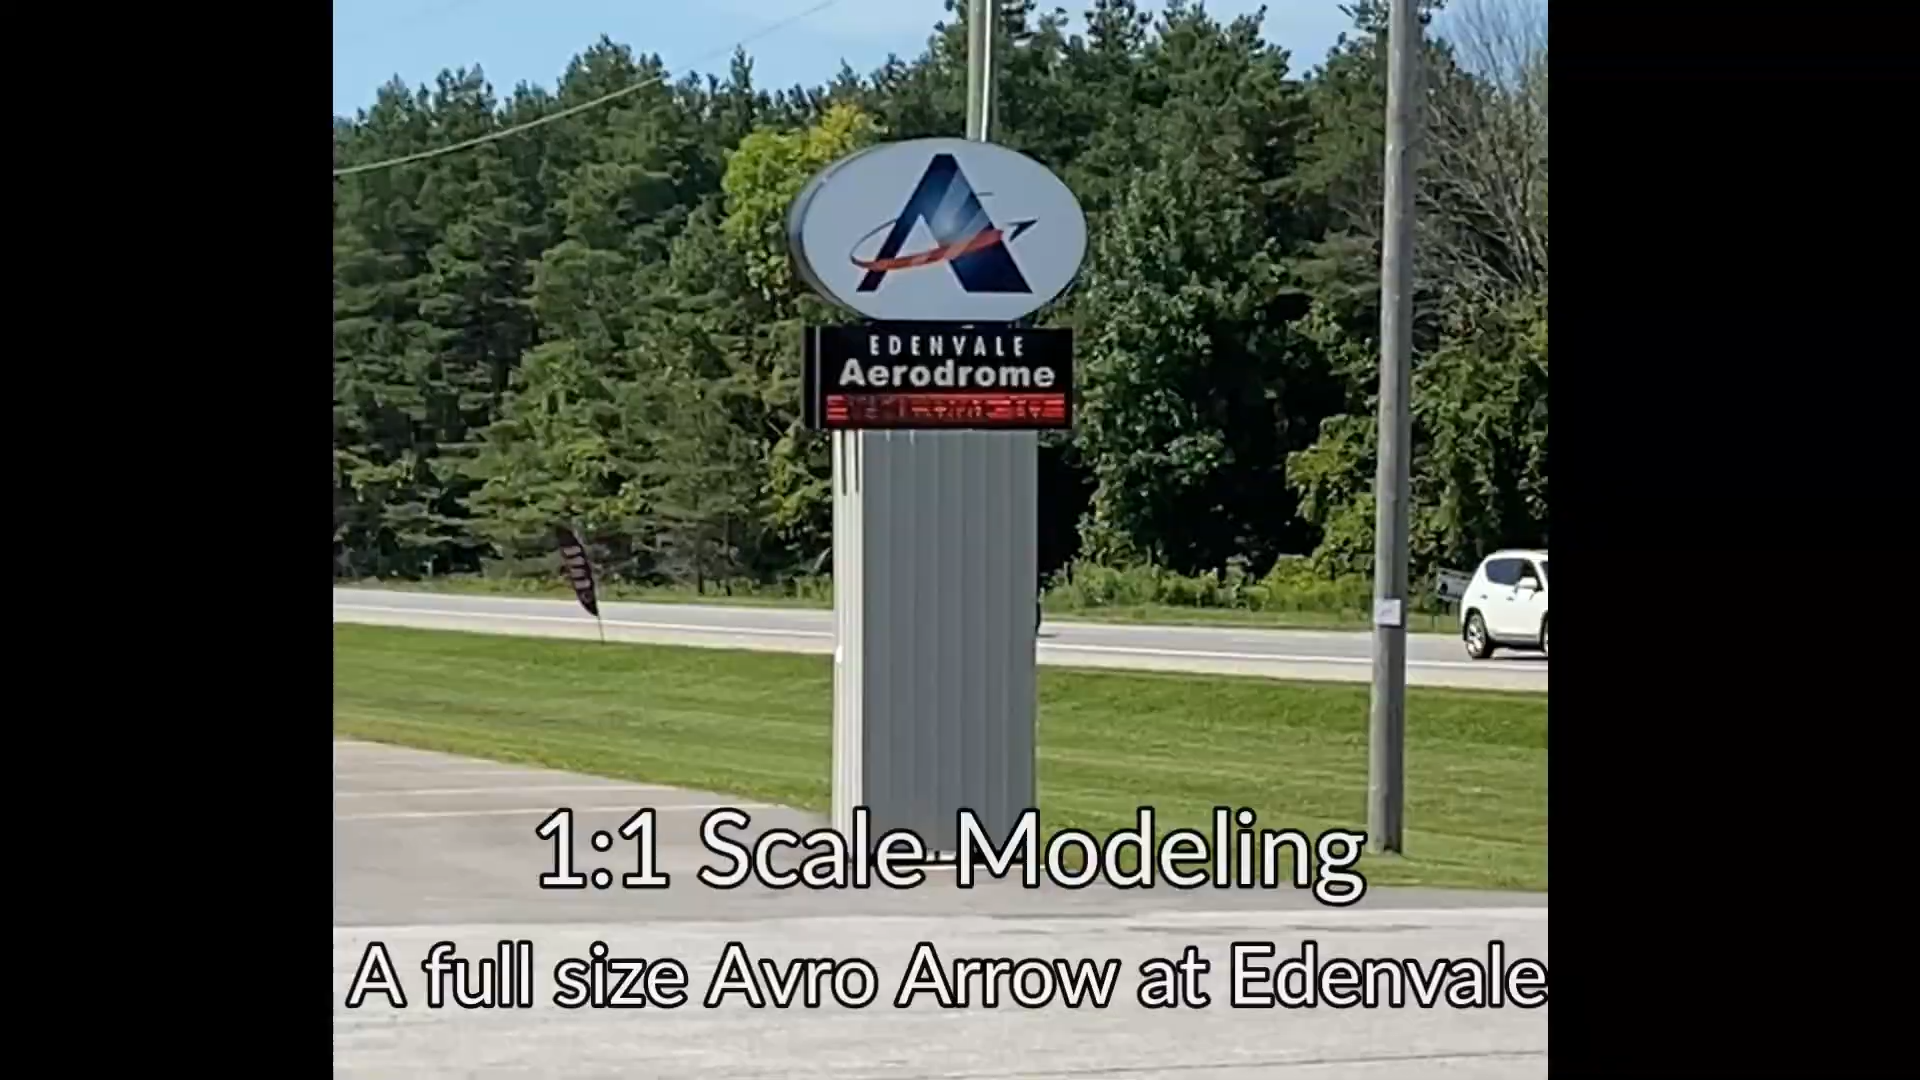 EDENVALE
Aerodrome
1:1 Scale Modeling
A full size Avro Arrow at Edenvale